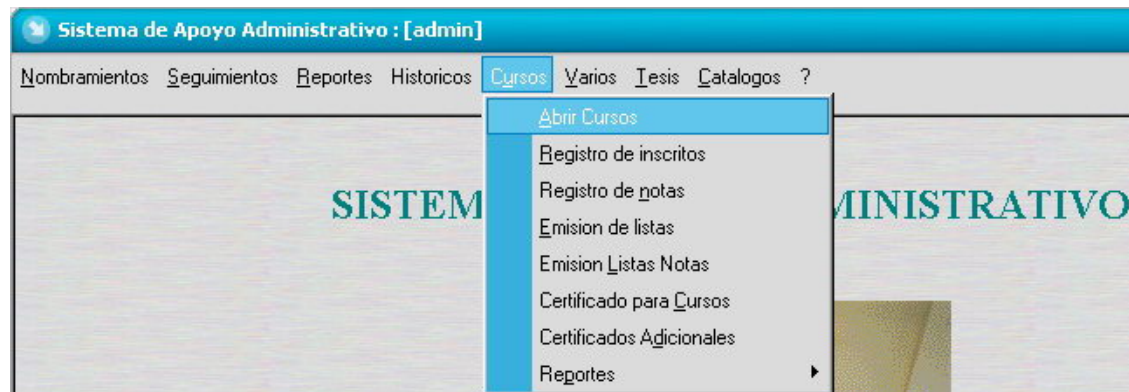 Sistema de Apoyo Administrativo : [admin]
Nombramientos Seguimientos Reportes Historicos Cursos Varios Tesis Catalogos ?
Abrir Cursos
Registro de inscritos
Registro de notas
Emision de listas
Emision Listas Notas
Certificado para Cursos
Certificados Adicionales
Reportes
SISTEM MINISTRATIVO